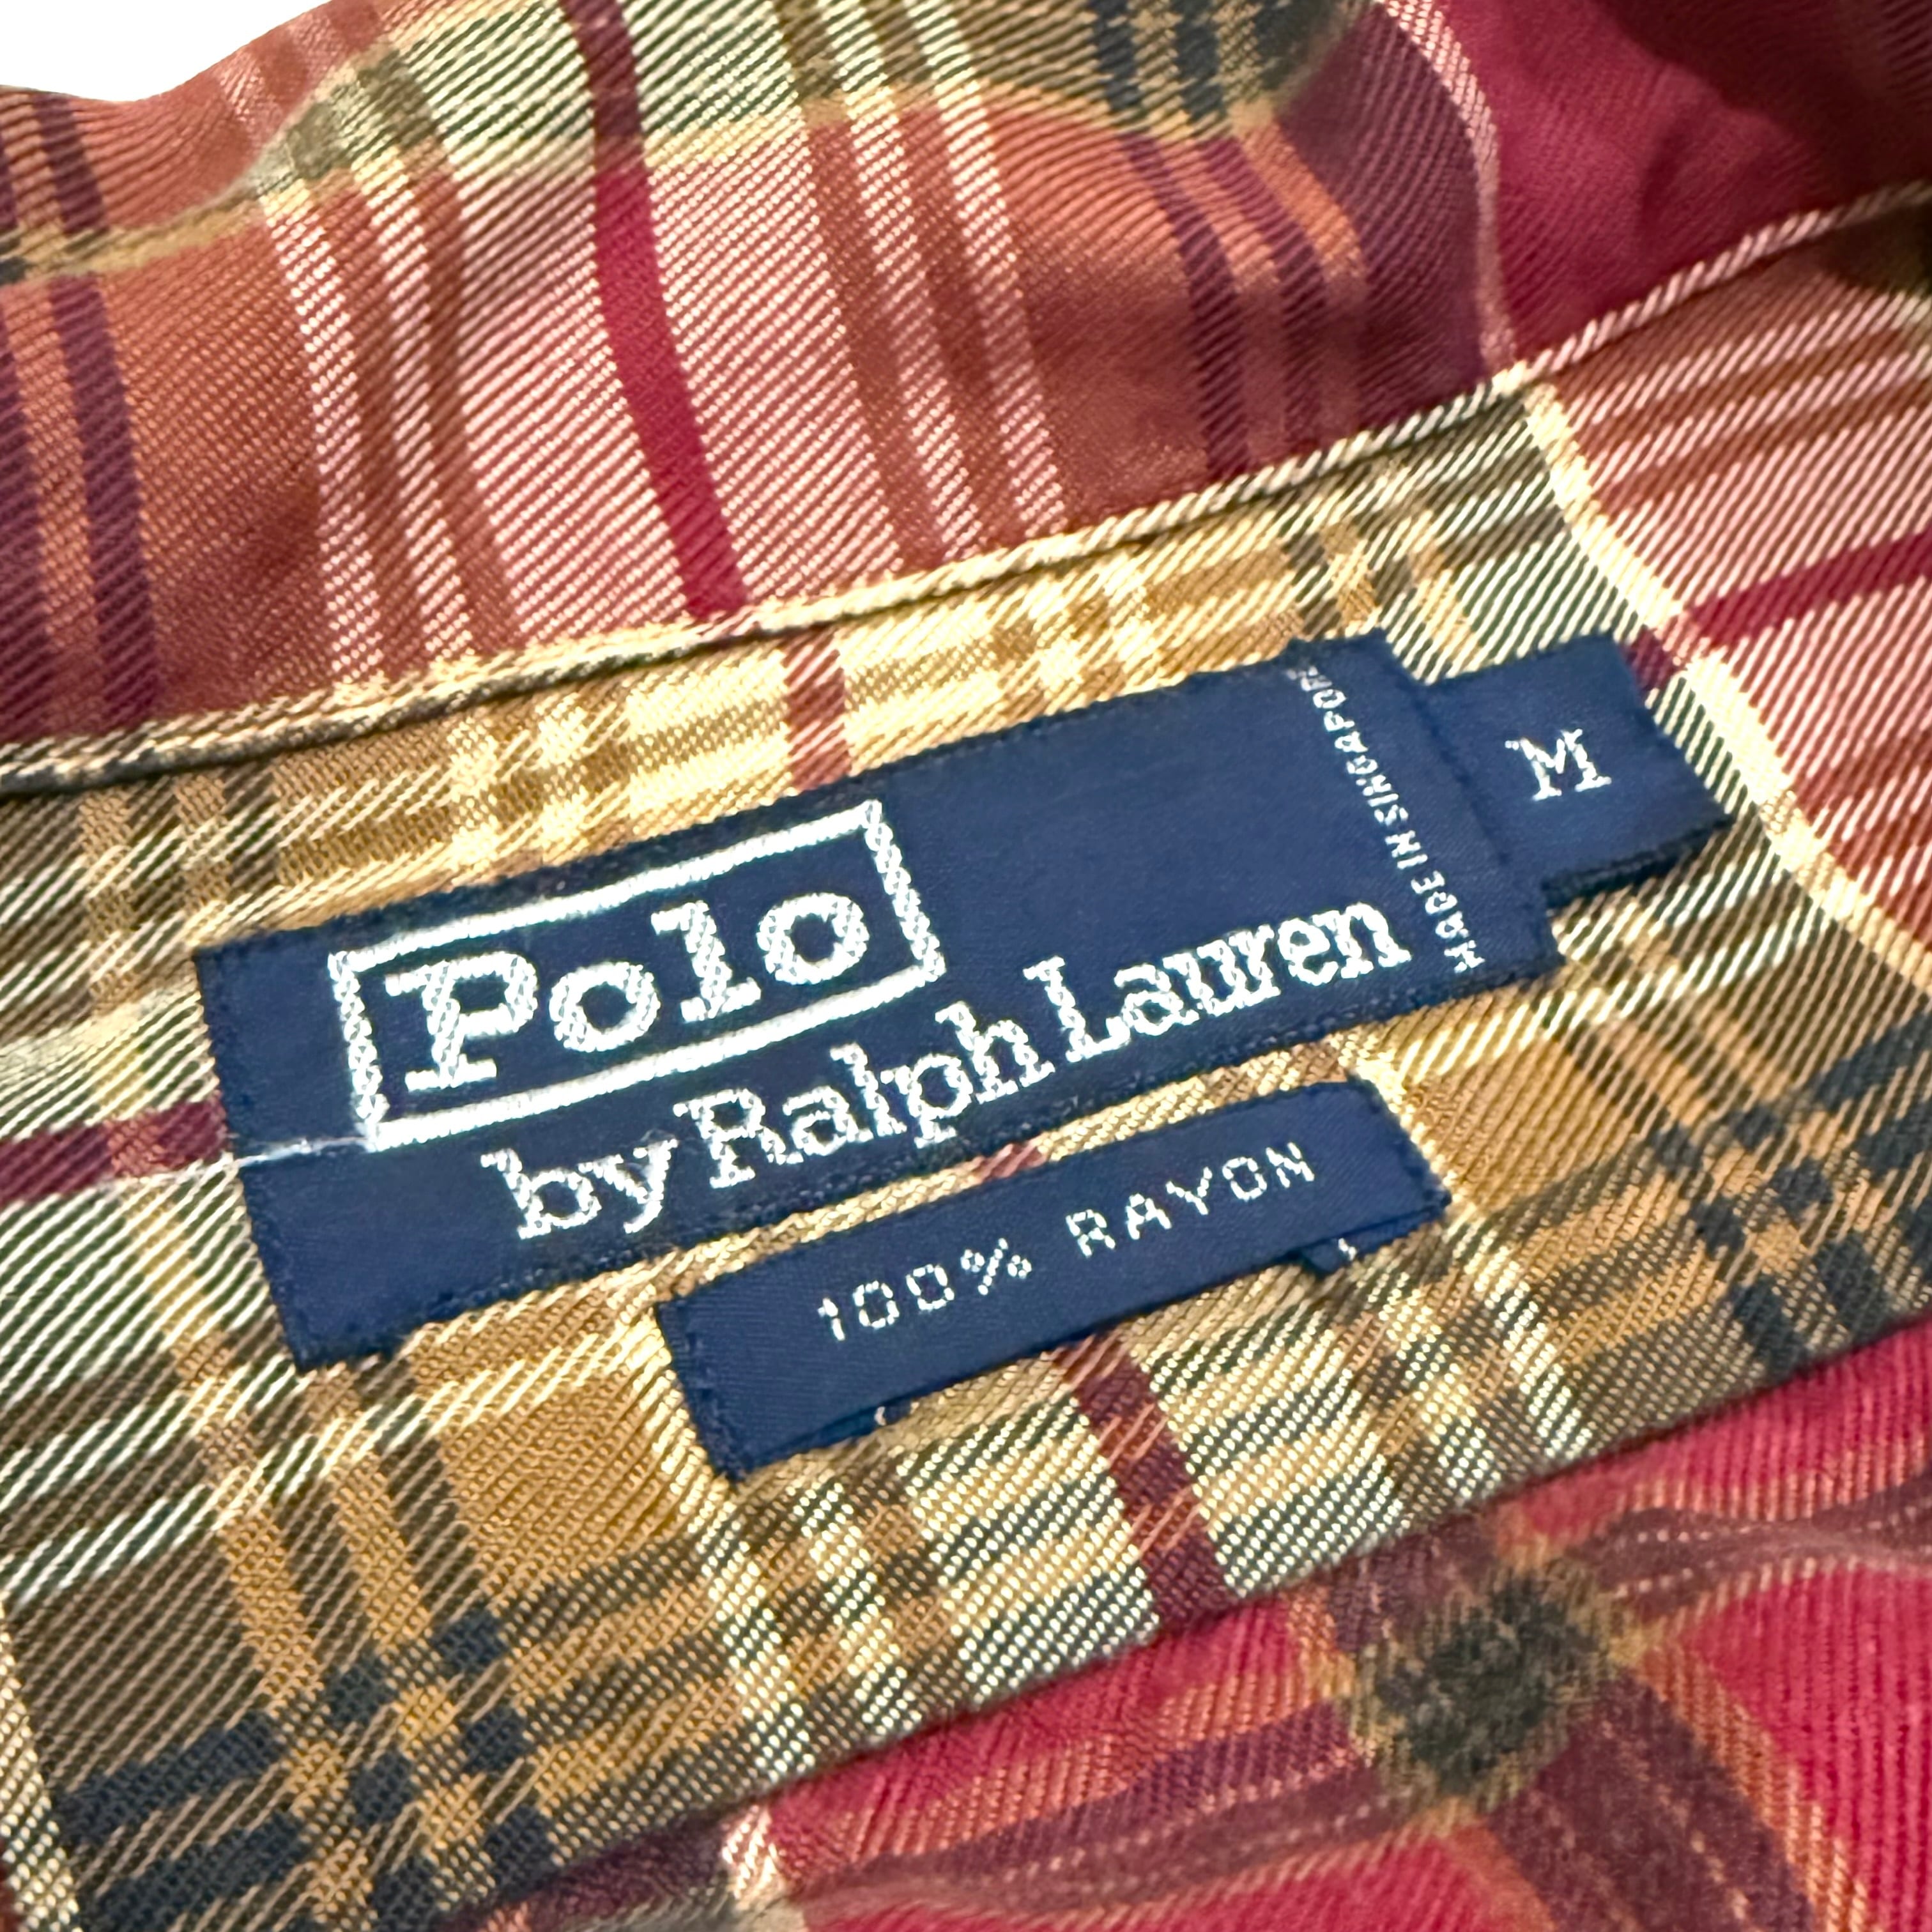 Polo
by Ralph Lauren
MADE IN SINGAPORE
M
100% RAYON